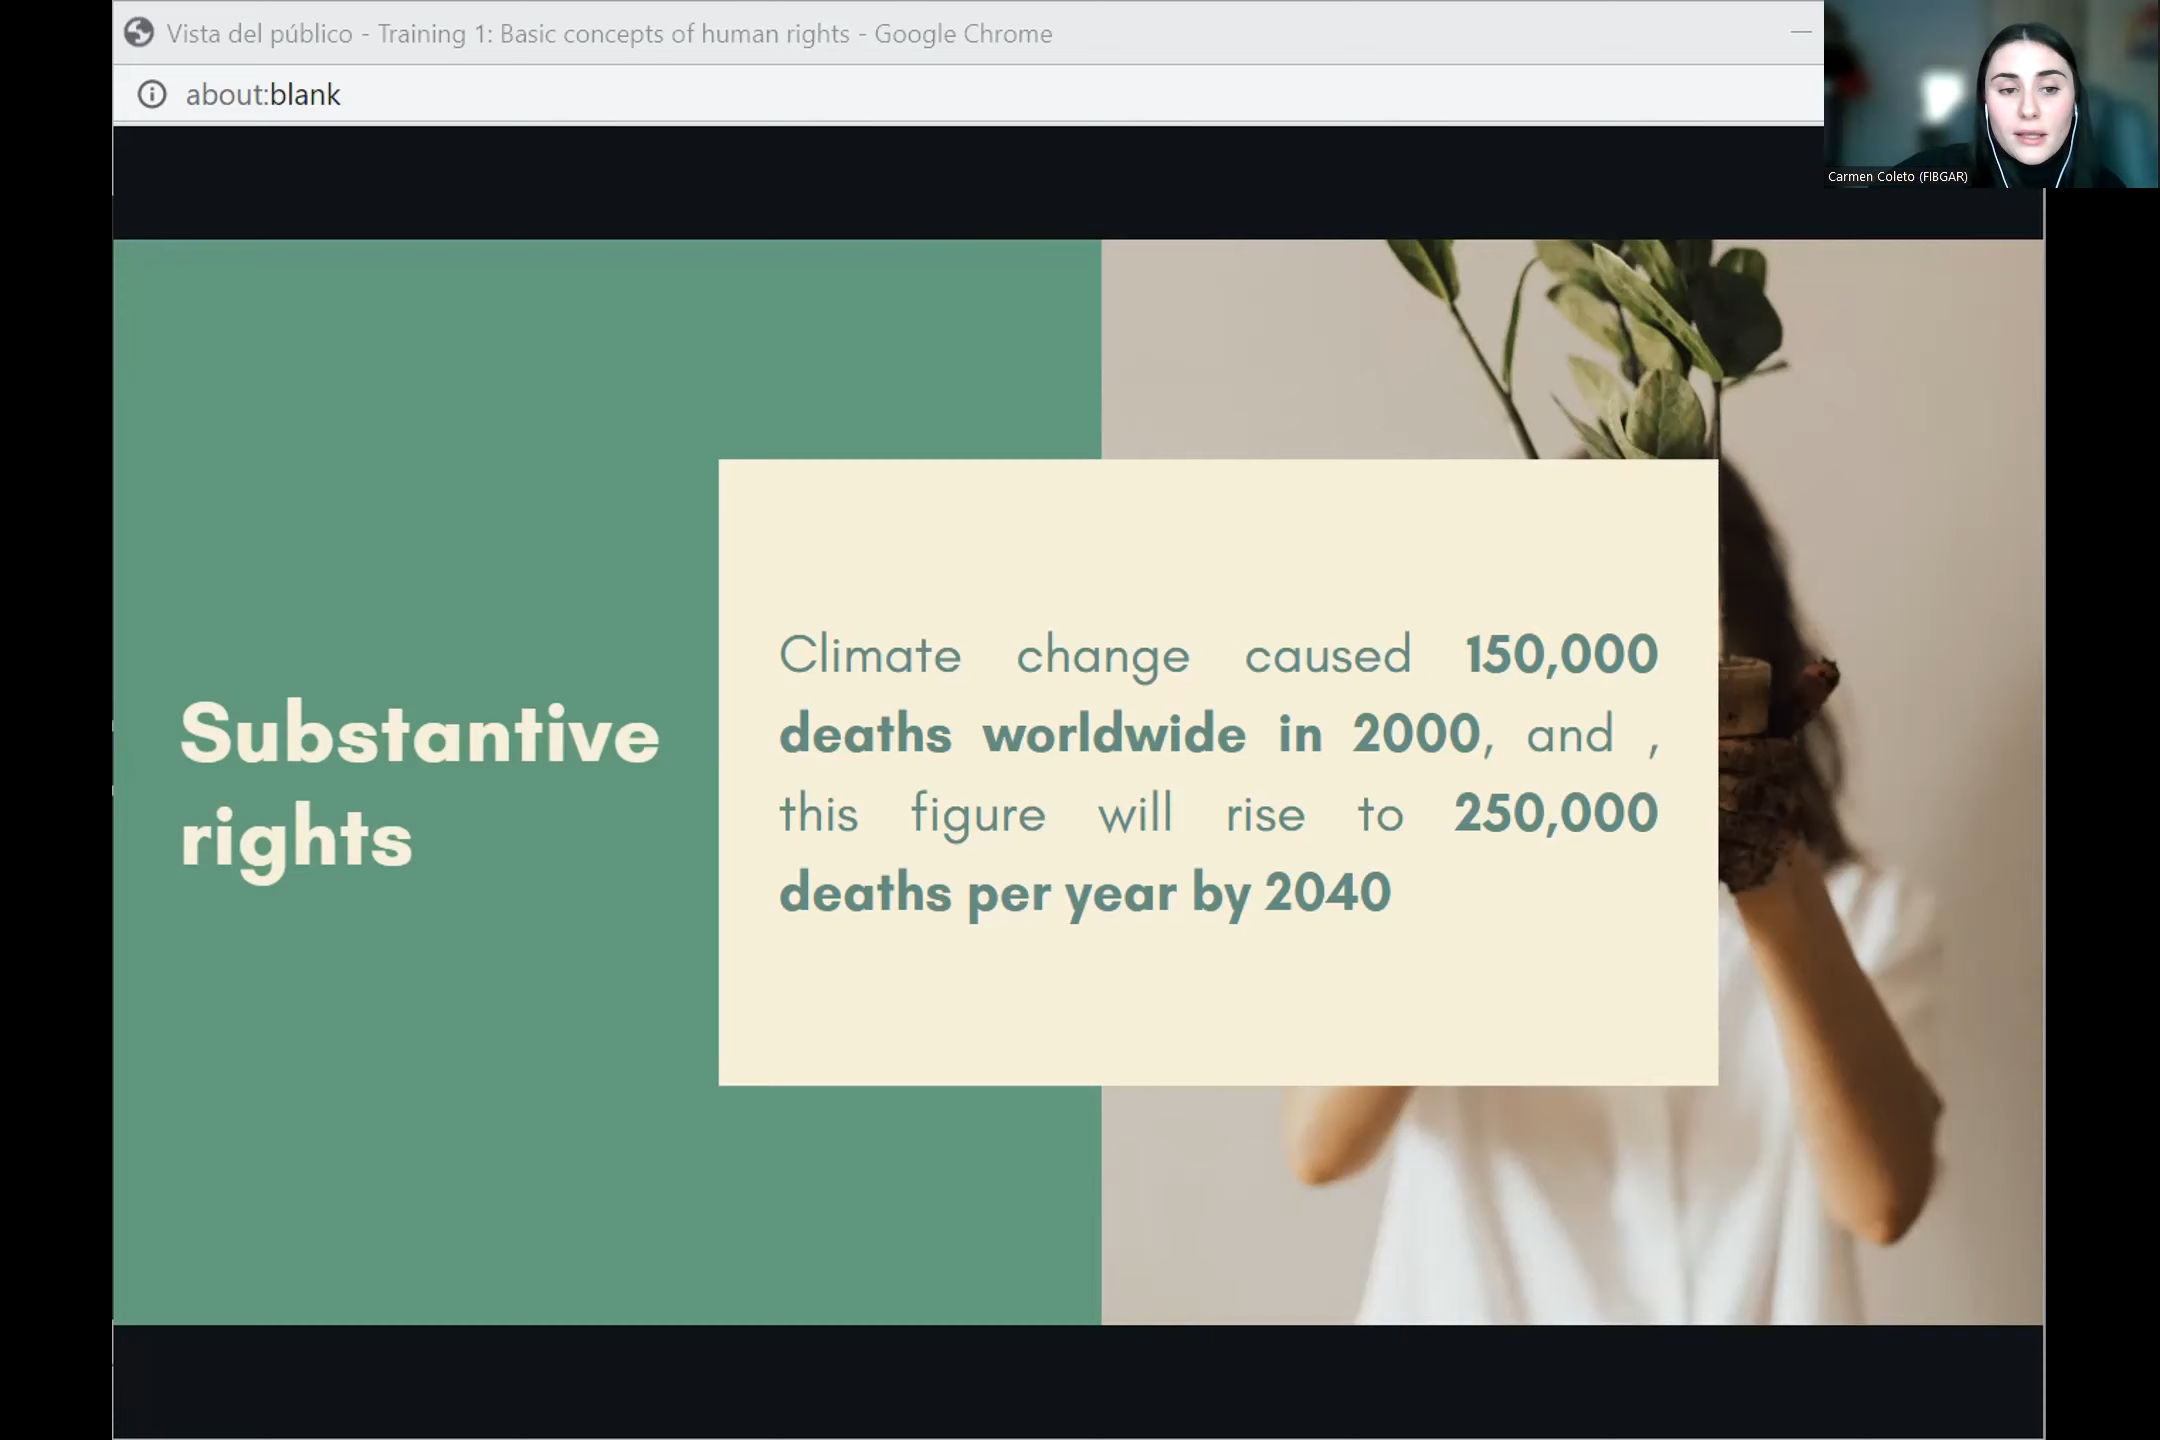 Vista del público - Training 1: Basic concepts of human rights - Google Chrome
about:blank
Carmen Coleto (FIBGAR)
Substantive
rights
Climate change caused 150,000
deaths worldwide in 2000, and ,
this figure will rise to 250,000
deaths per year by 2040